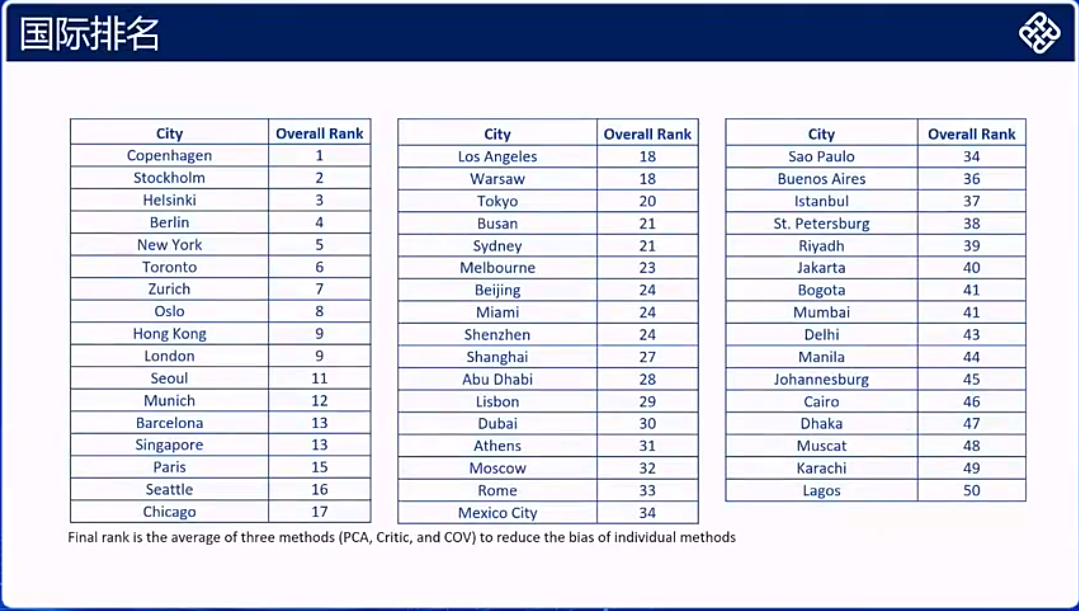 国际排名
City Overall Rank
Copenhagen 1
Stockholm 2
Helsinki 3
Berlin 4
New York 5
Toronto 6
Zurich 7
Oslo 8
Hong Kong 9
London 9
Seoul 11
Munich 12
Barcelona 13
Singapore 13
Paris 15
Seattle 16
Chicago 17
City Overall Rank
Los Angeles 18
Warsaw 18
Tokyo 20
Busan 21
Sydney 21
Melbourne 23
Beijing 24
Miami 24
Shenzhen 24
Shanghai 27
Abu Dhabi 28
Lisbon 29
Dubai 30
Athens 31
Moscow 32
Rome 33
Mexico City 34
City Overall Rank
Sao Paulo 34
Buenos Aires 36
Istanbul 37
St. Petersburg 38
Riyadh 39
Jakarta 40
Bogota 41
Mumbai 41
Delhi 43
Manila 44
Johannesburg 45
Cairo 46
Dhaka 47
Muscat 48
Karachi 49
Lagos 50
Final rank is the average of three methods (PCA, Critic, and COV) to reduce the bias of individual methods